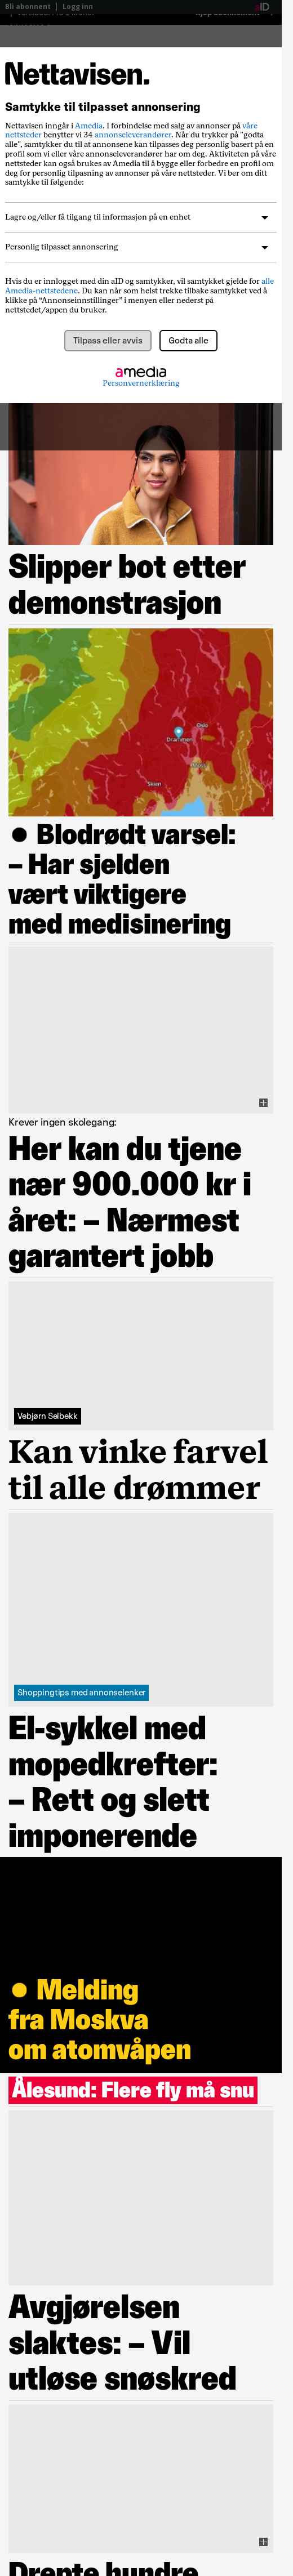 Bli abonnent | Logg inn
aID
Nettavisen.
Samtykke til tilpasset annonsering
Nettavisen inngår i Amedia. I forbindelse med salg av annonser på våre
nettsteder benytter vi 34 annonseleverandører. Når du trykker på "godta
alle", samtykker du til at annonsene kan tilpasses deg personlig basert på en
profil som vi eller våre annonseleverandører har om deg. Aktiviteten på våre
nettsteder kan også brukes av Amedia til å bygge eller forbedre en profil om
deg for personlig tilpasning av annonser på våre nettsteder. Vi ber om ditt
samtykke til følgende:
Lagre og/eller få tilgang til informasjon på en enhet
Personlig tilpasset annonsering
Hvis du er innlogget med din aID og samtykker, vil samtykket gjelde for alle
Amedia-nettstedene. Du kan når som helst trekke tilbake samtykket ved å
klikke på “Annonseinnstillinger” i menyen eller nederst på
nettstedet/appen du bruker.
Tilpass eller avvis
Godta alle
amedia
Personvernerklæring
Slipper bot etter
demonstrasjon
Oslo
Drammen
Skien
● Blodrødt varsel:
– Har sjelden
vært viktigere
med medisinering
Krever ingen skolegang:
Her kan du tjene
nær 900.000 kr i
året: – Nærmest
garantert jobb
Vebjørn Selbekk
Kan vinke farvel
til alle drømmer
Shoppingtips med annonselenker
El-sykkel med
mopedkrefter:
– Rett og slett
imponerende
● Melding
fra Moskva
om atomvåpen
Ålesund: Flere fly må snu
Avgjørelsen
slaktes: – Vil
utløse snøskred
Drepte hundre